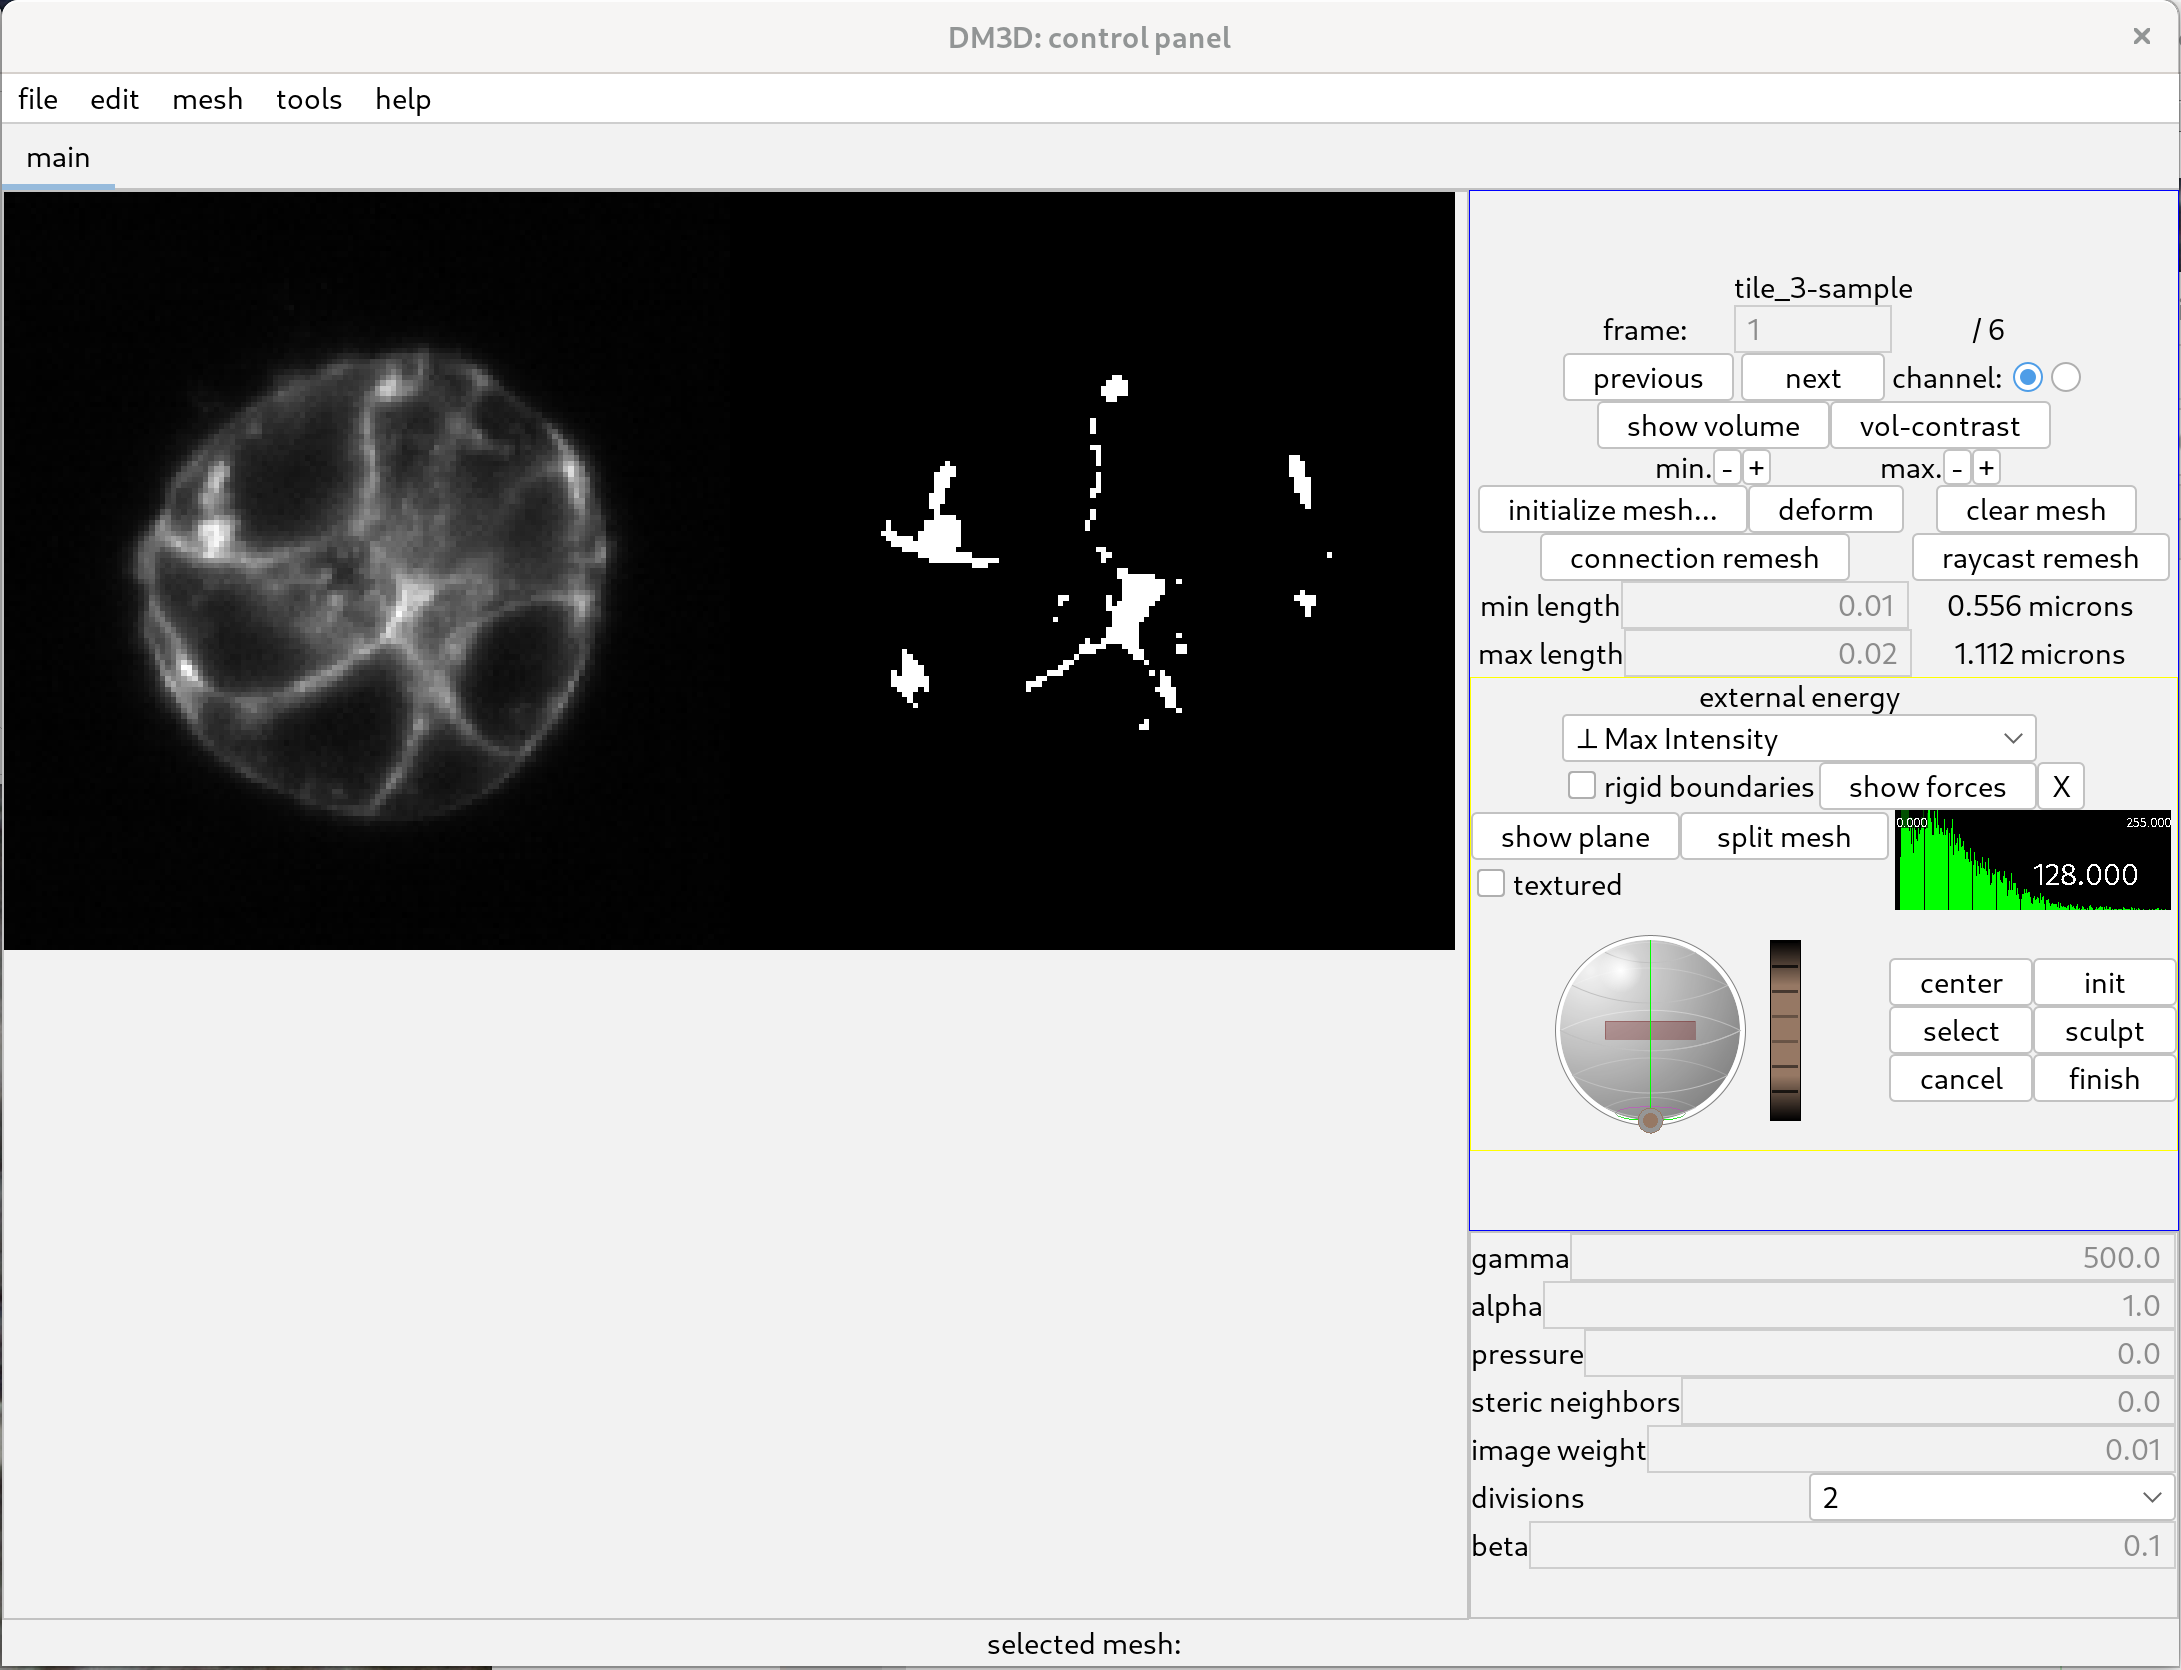 DM3D: control panel
file edit mesh tools help
main
tile_3-sample
frame: 1 / 6
previous next channel:
show volume vol-contrast
min. - + max. - +
initialize mesh... deform clear mesh
connection remesh raycast remesh
min length 0.01 0.556 microns
max length 0.02 1.112 microns
external energy
⊥ Max Intensity
rigid boundaries show forces X
show plane split mesh 0.000 255.000
128.000
textured
center init
select sculpt
cancel finish
gamma 500.0
alpha 1.0
pressure 0.0
steric neighbors 0.0
image weight 0.01
divisions 2
beta 0.1
selected mesh: